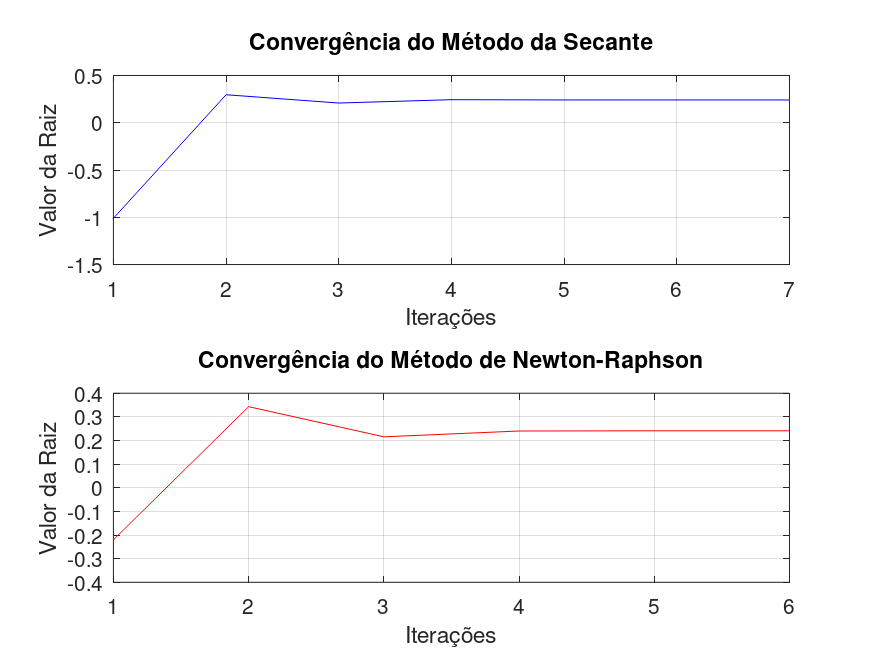 Convergência do Método da Secante
0.5
0
-0.5
-1
-1.5
Valor da Raiz
1 2 3 4 5 6 7
Iterações
Convergência do Método de Newton-Raphson
0.4
0.3
0.2
0.1
0
-0.1
-0.2
-0.3
-0.4
Valor da Raiz
1 2 3 4 5 6
Iterações